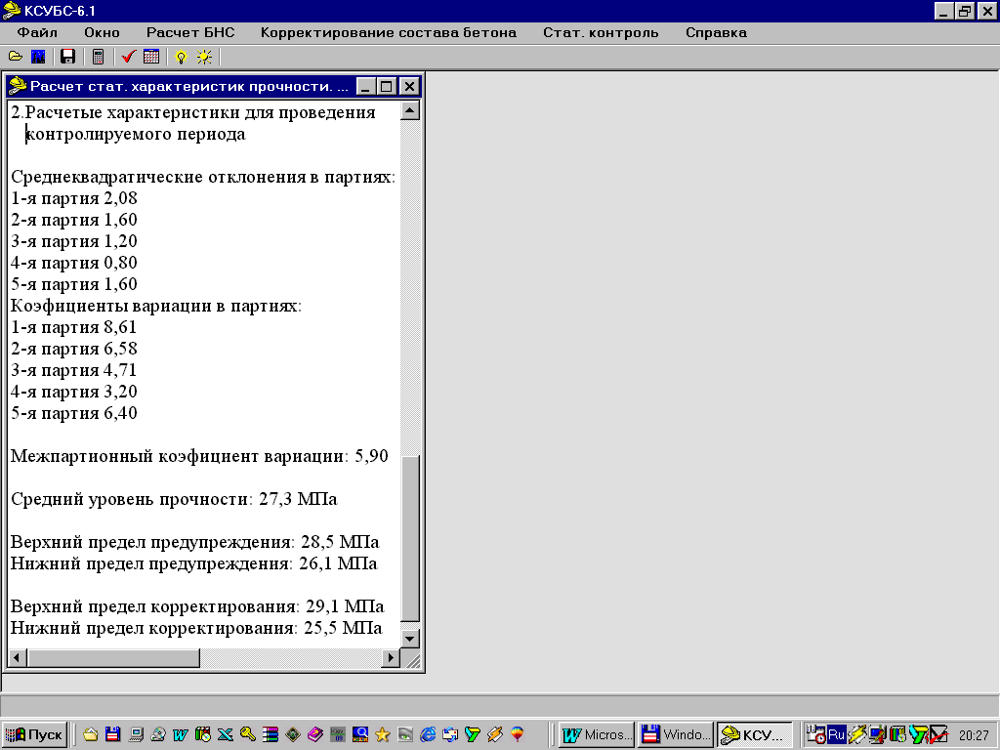 КСУБС-6.1
Файл Окно Расчет БНС Корректирование состава бетона Стат. контроль Справка
Расчет стат. характеристик прочности. ...
2.Расчетые характеристики для проведения
контролируемого периода
Среднеквадратические отклонения в партиях:
1-я партия 2,08
2-я партия 1,60
3-я партия 1,20
4-я партия 0,80
5-я партия 1,60
Коэфициенты вариации в партиях:
1-я партия 8,61
2-я партия 6,58
3-я партия 4,71
4-я партия 3,20
5-я партия 6,40
Межпартионный коэфициент вариации: 5,90
Средний уровень прочности: 27,3 МПа
Верхний предел предупреждения: 28,5 МПа
Нижний предел предупреждения: 26,1 МПа
Верхний предел корректирования: 29,1 МПа
Нижний предел корректирования: 25,5 МПа
Пуск Micros... Windo... КСУ... Ru 20:27